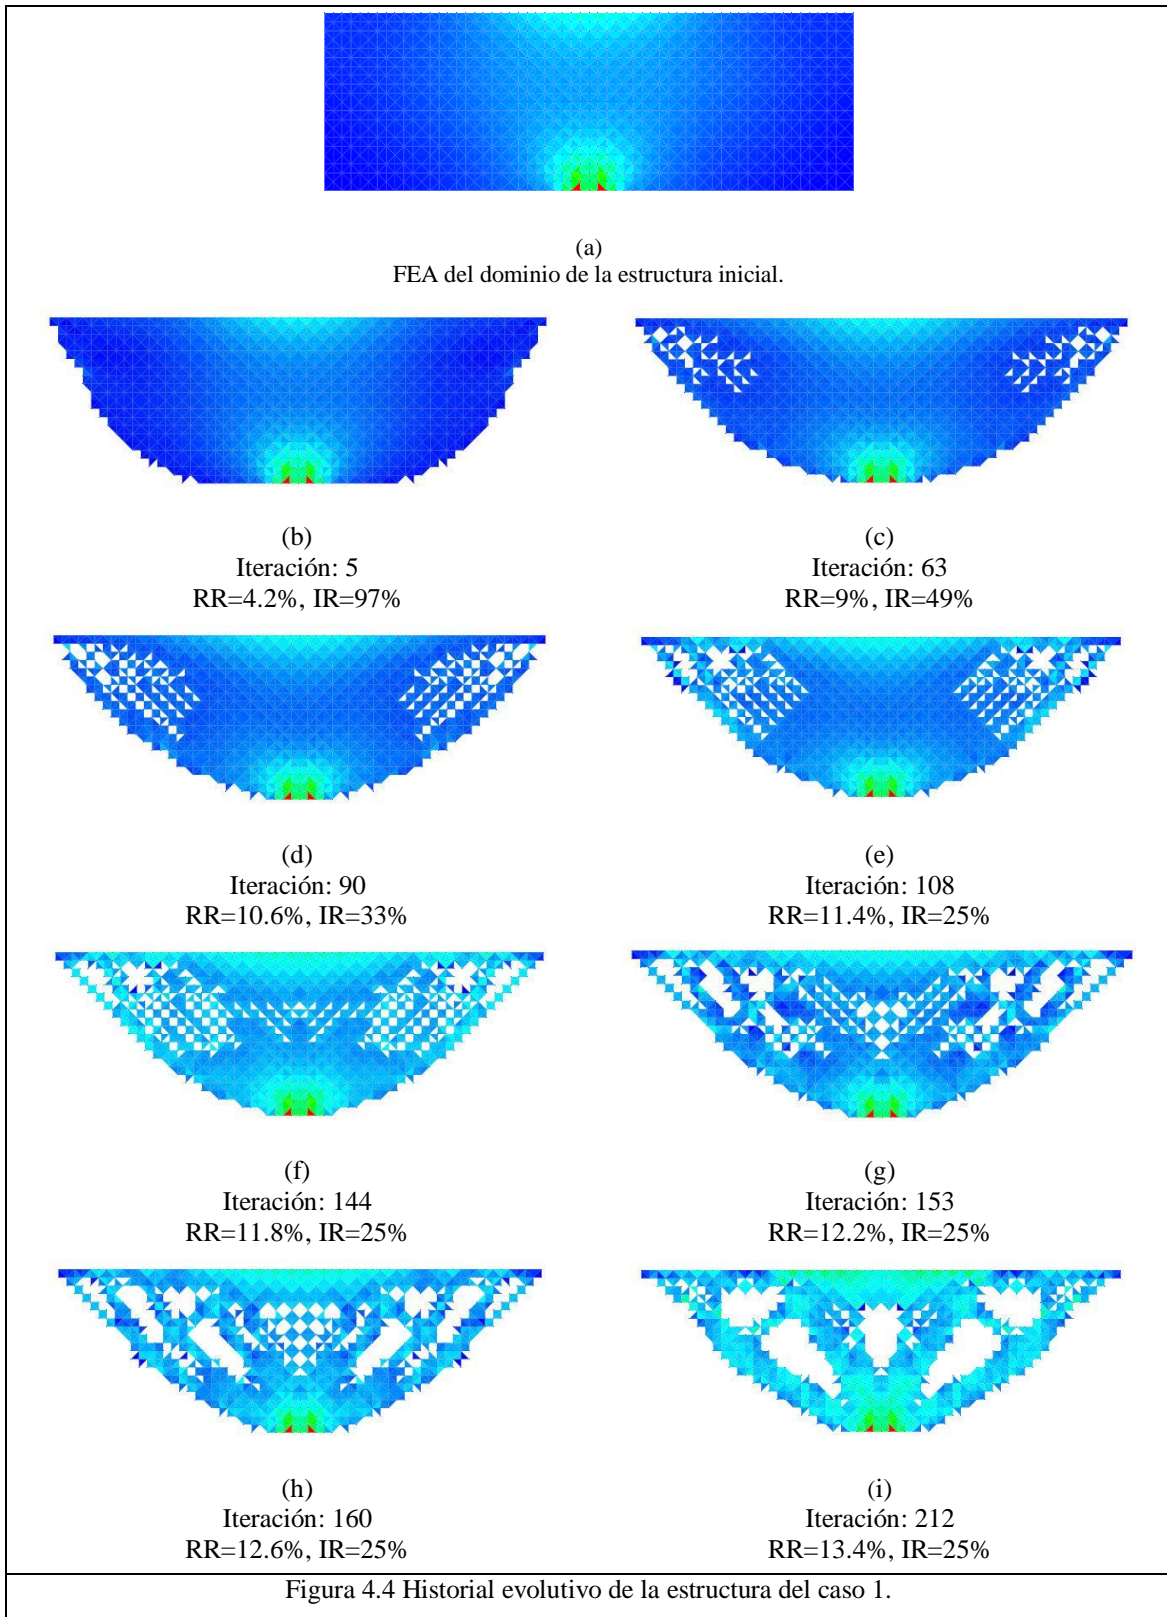 (a)
FEA del dominio de la estructura inicial.
(b)
Iteración: 5
RR=4.2%, IR=97%
(c)
Iteración: 63
RR=9%, IR=49%
(d)
Iteración: 90
RR=10.6%, IR=33%
(e)
Iteración: 108
RR=11.4%, IR=25%
(f)
Iteración: 144
RR=11.8%, IR=25%
(g)
Iteración: 153
RR=12.2%, IR=25%
(h)
Iteración: 160
RR=12.6%, IR=25%
(i)
Iteración: 212
RR=13.4%, IR=25%
Figura 4.4 Historial evolutivo de la estructura del caso 1.